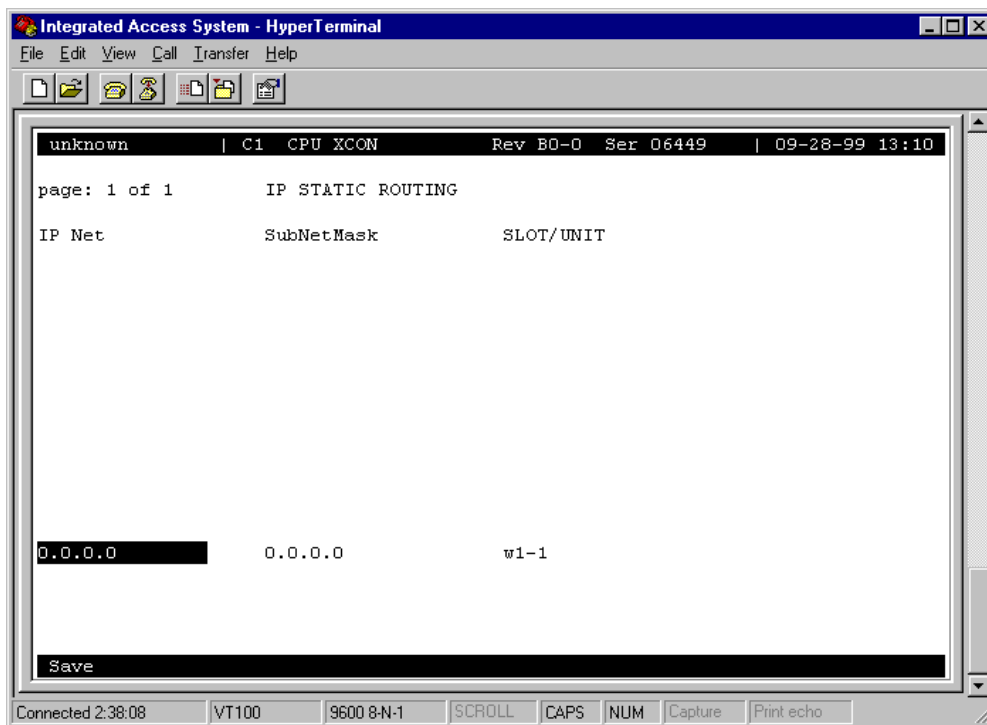 Integrated Access System - HyperTerminal
File Edit View Call Transfer Help
unknown | C1 CPU XCON Rev B0-0 Ser 06449 | 09-28-99 13:10
page: 1 of 1 IP STATIC ROUTING
IP Net SubNetMask SLOT/UNIT
0.0.0.0 0.0.0.0 w1-1
Save
Connected 2:38:08 VT100 9600 8-N-1 SCROLL CAPS NUM Capture Print echo